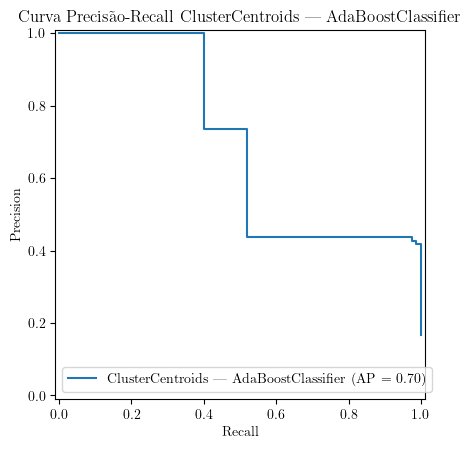 Curva Precisão-Recall ClusterCentroids — AdaBoostClassifier
1.0
0.8
0.6
0.4
0.2
0.0
Precision
ClusterCentroids — AdaBoostClassifier (AP = 0.70)
0.0 0.2 0.4 0.6 0.8 1.0
Recall